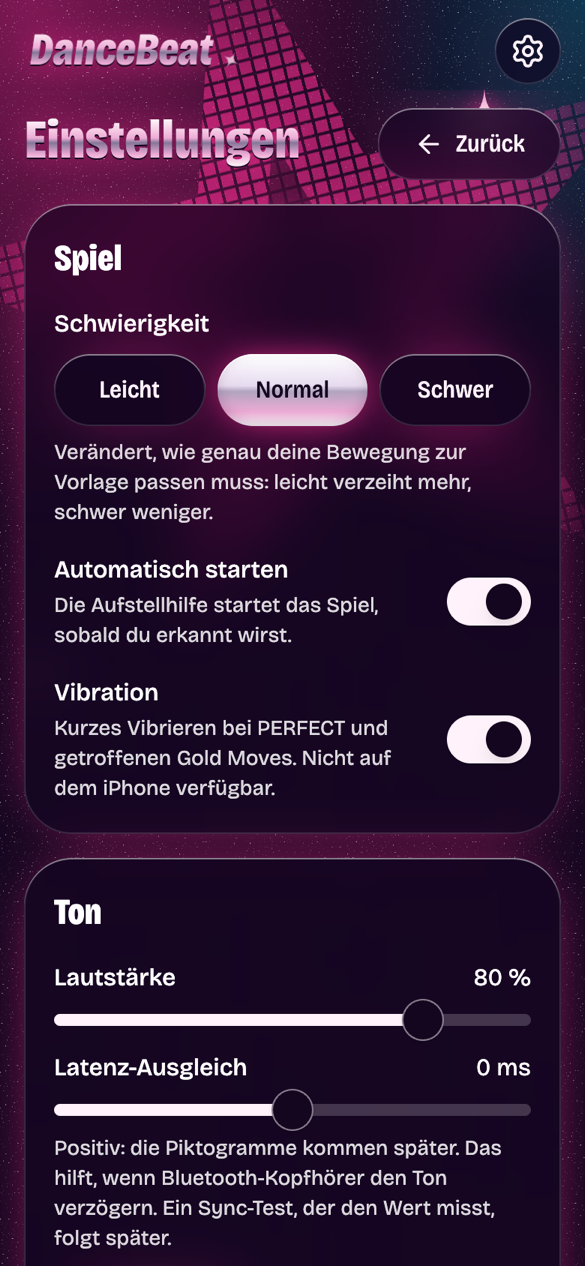 DanceBeat
Einstellungen
Zurück
Spiel
Schwierigkeit
Leicht
Normal
Schwer
Verändert, wie genau deine Bewegung zur
Vorlage passen muss: leicht verzeiht mehr,
schwer weniger.
Automatisch starten
Die Aufstellhilfe startet das Spiel,
sobald du erkannt wirst.
Vibration
Kurzes Vibrieren bei PERFECT und
getroffenen Gold Moves. Nicht auf
dem iPhone verfügbar.
Ton
Lautstärke
80 %
Latenz-Ausgleich
0 ms
Positiv: die Piktogramme kommen später. Das
hilft, wenn Bluetooth-Kopfhörer den Ton
verzögern. Ein Sync-Test, der den Wert misst,
folgt später.